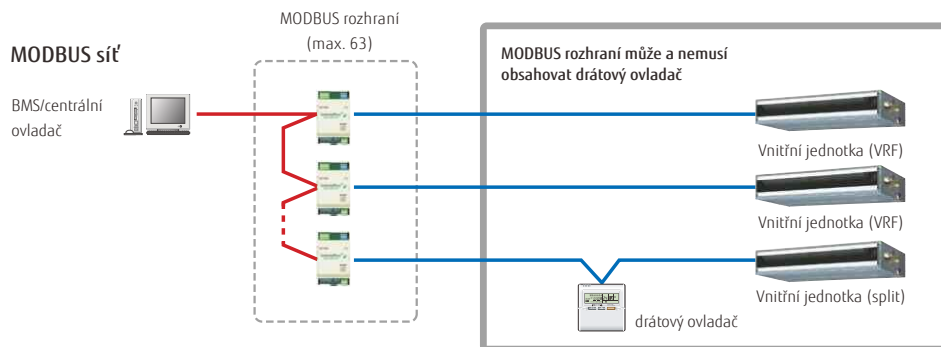 MODBUS rozhraní
(max. 63)
MODBUS síť
BMS/centrální
ovladač
MODBUS rozhraní může a nemusí
obsahovat drátový ovladač
Vnitřní jednotka (VRF)
Vnitřní jednotka (VRF)
Vnitřní jednotka (split)
drátový ovladač